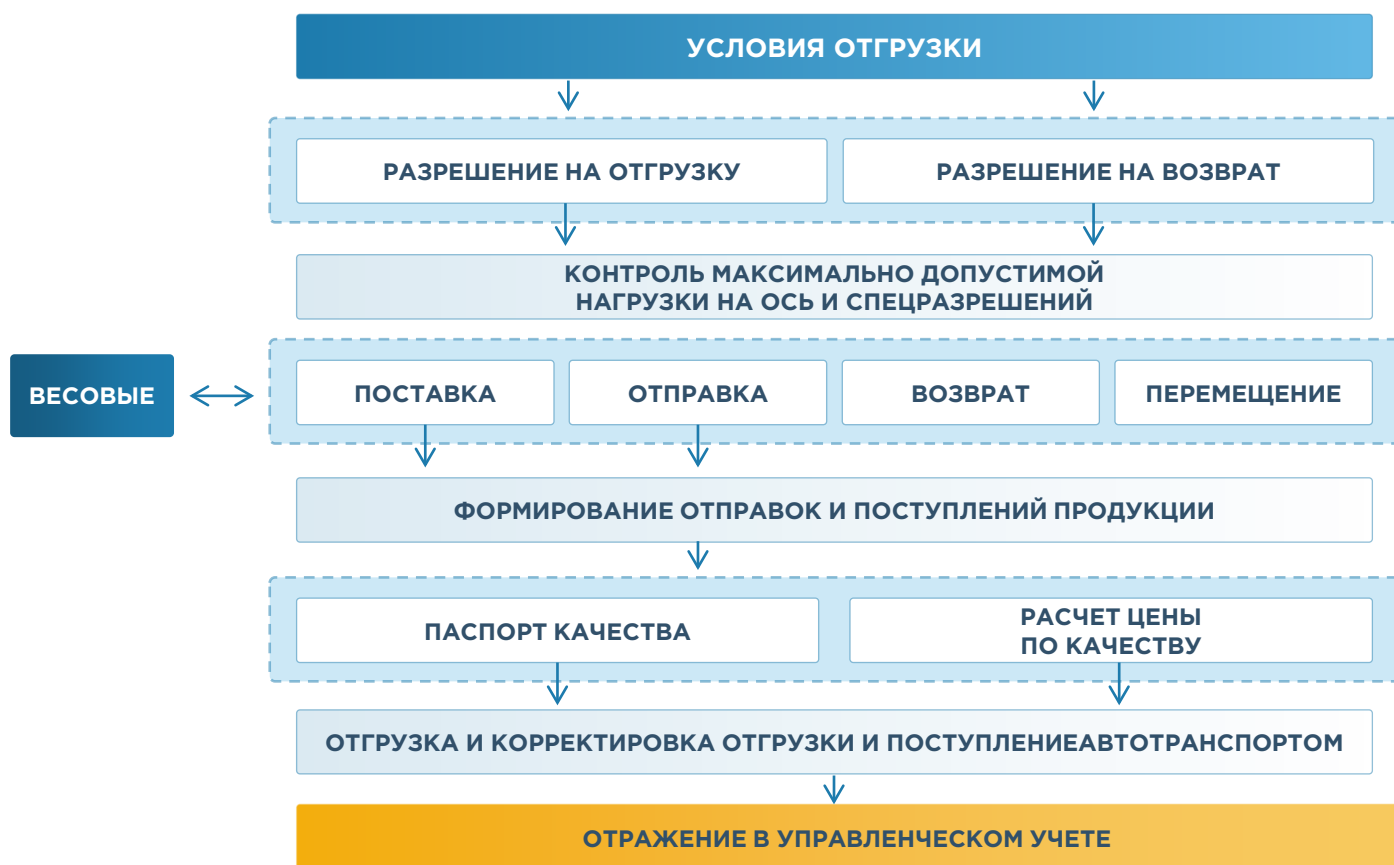 УСЛОВИЯ ОТГРУЗКИ
РАЗРЕШЕНИЕ НА ОТГРУЗКУ
РАЗРЕШЕНИЕ НА ВОЗВРАТ
КОНТРОЛЬ МАКСИМАЛЬНО ДОПУСТИМОЙ
НАГРУЗКИ НА ОСЬ И СПЕЦРАЗРЕШЕНИЙ
ВЕСОВЫЕ
ПОСТАВКА
ОТПРАВКА
ВОЗВРАТ
ПЕРЕМЕЩЕНИЕ
ФОРМИРОВАНИЕ ОТПРАВОК И ПОСТУПЛЕНИЙ ПРОДУКЦИИ
ПАСПОРТ КАЧЕСТВА
РАСЧЕТ ЦЕНЫ
ПО КАЧЕСТВУ
ОТГРУЗКА И КОРРЕКТИРОВКА ОТГРУЗКИ И ПОСТУПЛЕНИЕАВТОТРАНСПОРТОМ
ОТРАЖЕНИЕ В УПРАВЛЕНЧЕСКОМ УЧЕТЕ